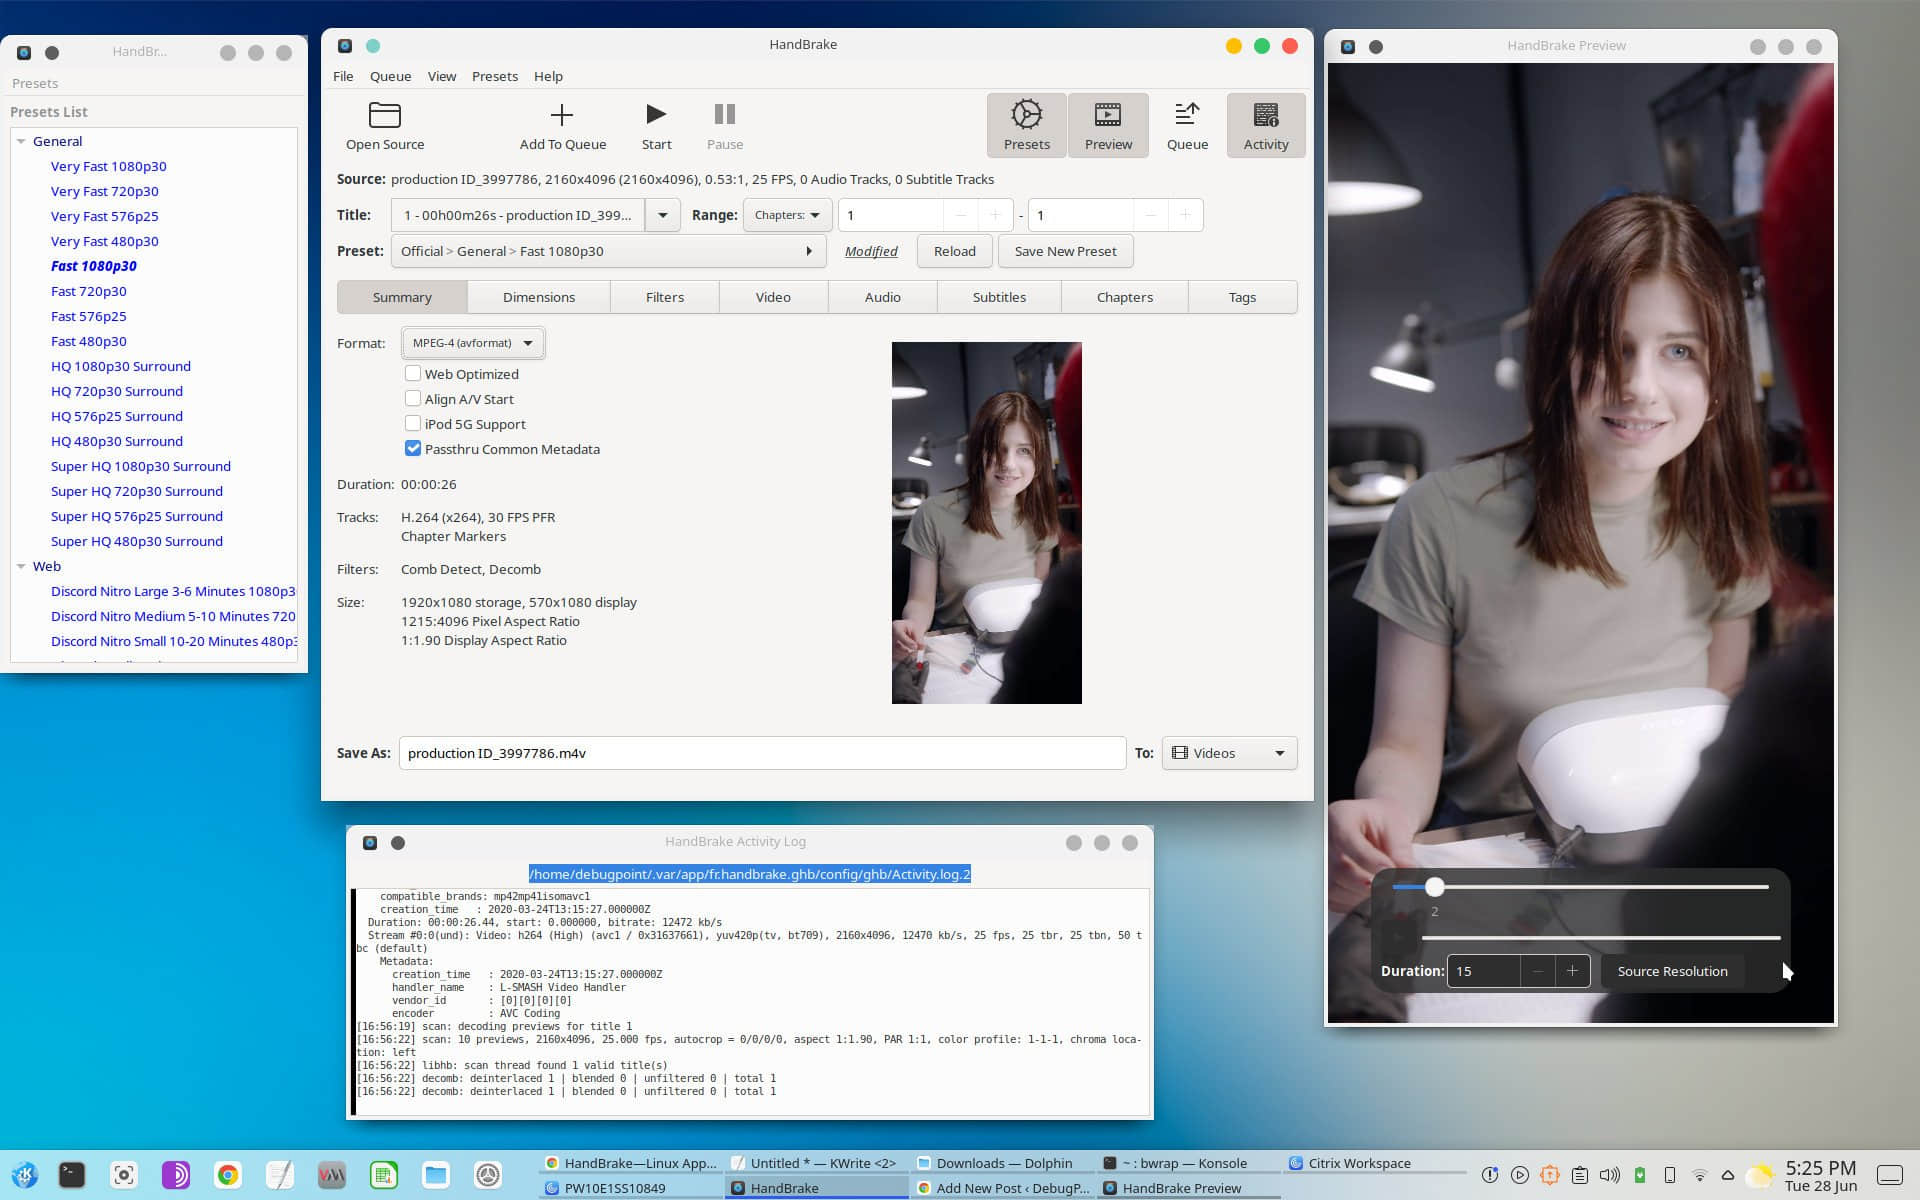 HandBr...
Presets
Presets List
General
Very Fast 1080p30
Very Fast 720p30
Very Fast 576p25
Very Fast 480p30
Fast 1080p30
Fast 720p30
Fast 576p25
Fast 480p30
HQ 1080p30 Surround
HQ 720p30 Surround
HQ 576p25 Surround
HQ 480p30 Surround
Super HQ 1080p30 Surround
Super HQ 720p30 Surround
Super HQ 576p25 Surround
Super HQ 480p30 Surround
Web
Discord Nitro Large 3-6 Minutes 1080p3
Discord Nitro Medium 5-10 Minutes 720
Discord Nitro Small 10-20 Minutes 480p3
HandBrake
File Queue View Presets Help
Open Source Add To Queue Start Pause Presets Preview Queue Activity
Source: production ID_3997786, 2160x4096 (2160x4096), 0.53:1, 25 FPS, 0 Audio Tracks, 0 Subtitle Tracks
Title: 1 - 00h00m26s - production ID_399... Range: Chapters: 1 - 1
Preset: Official > General > Fast 1080p30 Modified Reload Save New Preset
Summary Dimensions Filters Video Audio Subtitles Chapters Tags
Format: MPEG-4 (avformat)
Web Optimized
Align A/V Start
iPod 5G Support
Passthru Common Metadata
Duration: 00:00:26
Tracks: H.264 (x264), 30 FPS PFR
Chapter Markers
Filters: Comb Detect, Decomb
Size: 1920x1080 storage, 570x1080 display
1215:4096 Pixel Aspect Ratio
1:1.90 Display Aspect Ratio
Save As: production ID_3997786.m4v To: Videos
HandBrake Activity Log
/home/debugpoint/.var/app/fr.handbrake.ghb/config/ghb/Activity.log.2
compatible_brands: mp42mp41isomavc1
creation_time : 2020-03-24T13:15:27.000000Z
Duration: 00:00:26.44, start: 0.000000, bitrate: 12472 kb/s
Stream #0:0(und): Video: h264 (High) (avc1 / 0x31637661), yuv420p(tv, bt709), 2160x4096, 12470 kb/s, 25 fps, 25 tbr, 25 tbn, 50 t
bc (default)
Metadata:
creation_time : 2020-03-24T13:15:27.000000Z
handler_name : L-SMASH Video Handler
vendor_id : [0][0][0][0]
encoder : AVC Coding
[16:56:19] scan: decoding previews for title 1
[16:56:22] scan: 10 previews, 2160x4096, 25.000 fps, autocrop = 0/0/0/0, aspect 1:1.90, PAR 1:1, color profile: 1-1-1, chroma loca-
tion: left
[16:56:22] libhb: scan thread found 1 valid title(s)
[16:56:22] decomb: deinterlaced 1 | blended 0 | unfiltered 0 | total 1
[16:56:22] decomb: deinterlaced 1 | blended 0 | unfiltered 0 | total 1
HandBrake Preview
2
Duration: 15 Source Resolution
HandBrake—Linux App... Untitled * — KWrite <2> Downloads — Dolphin ~ : bwrap — Konsole Citrix Workspace
PW10E1SS10849 HandBrake Add New Post ‹ DebugP... HandBrake Preview
5:25 PM
Tue 28 Jun